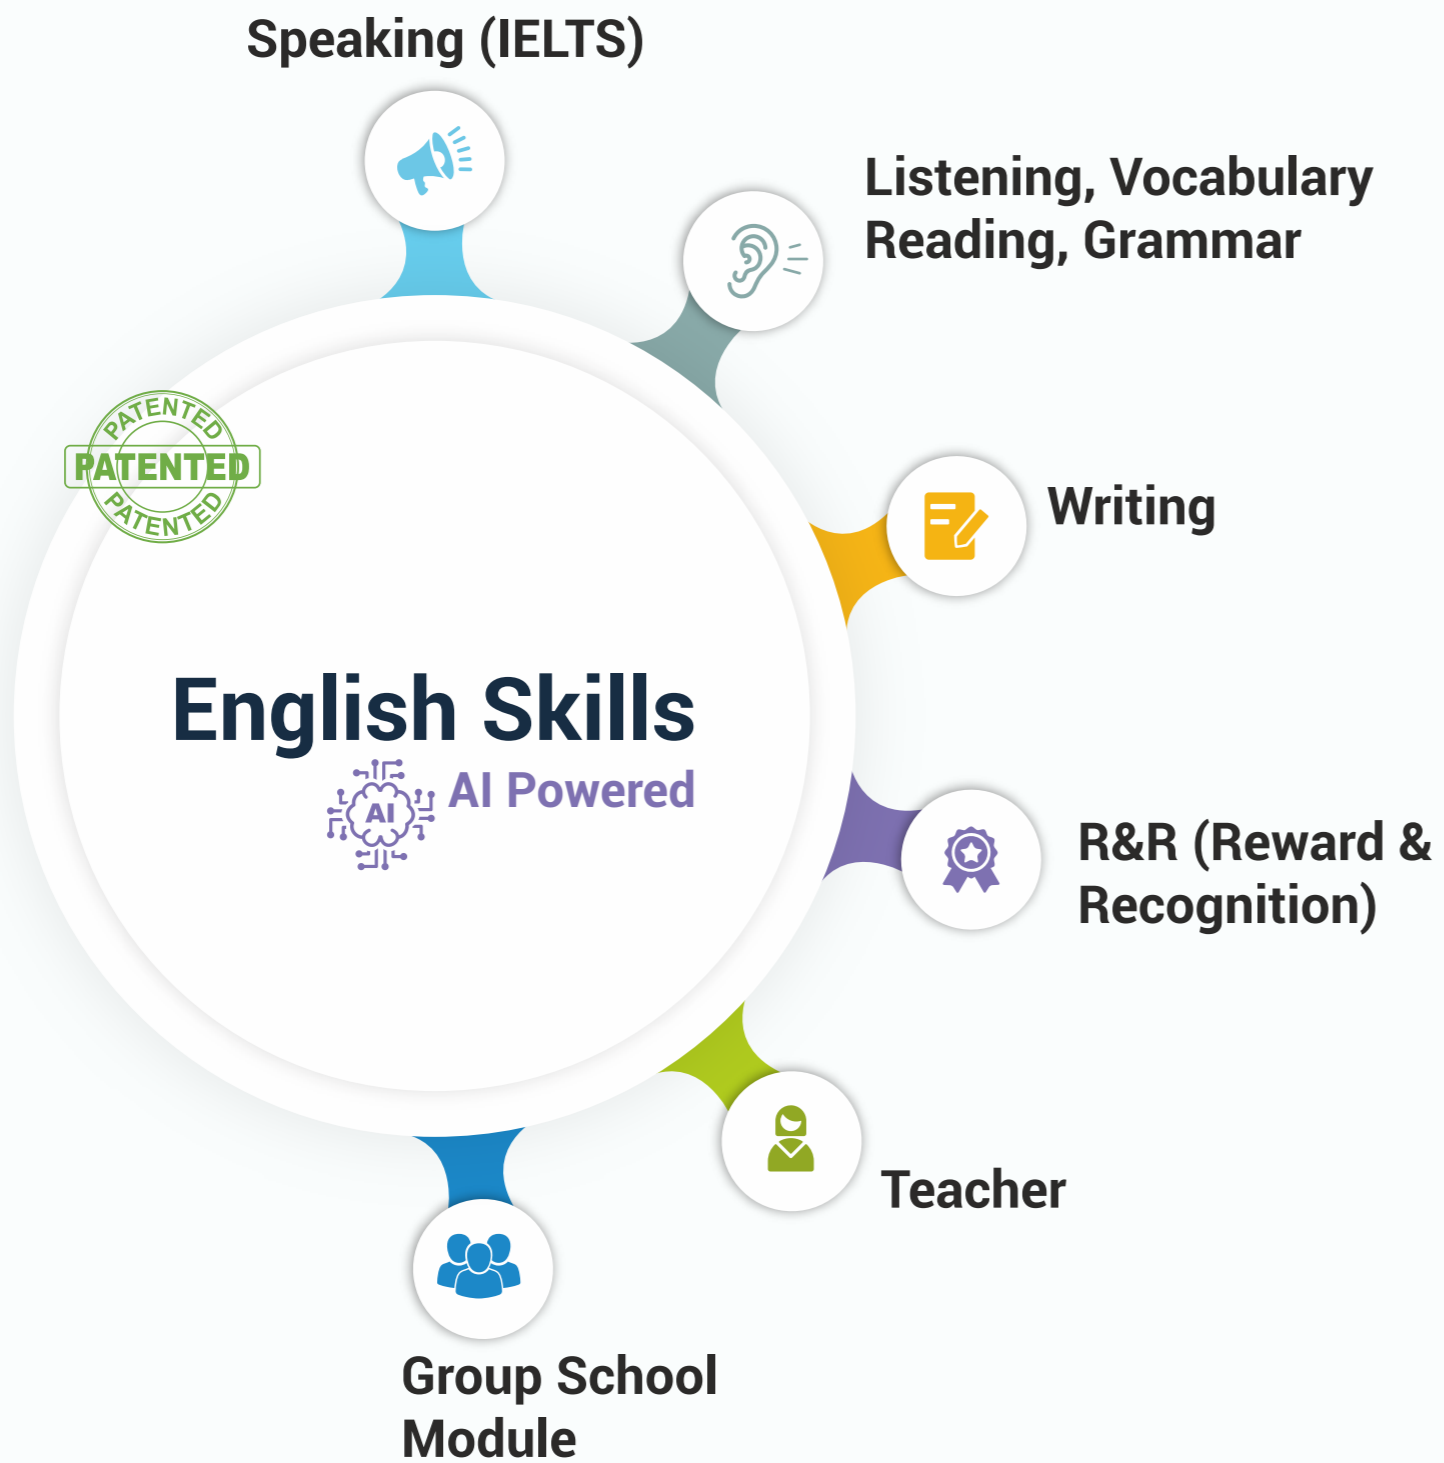 Speaking (IELTS)
Listening, Vocabulary
Reading, Grammar
PATENTED
PATENTED
PATENTED
Writing
English Skills
AI
AI Powered
R&R (Reward &
Recognition)
Teacher
Group School
Module